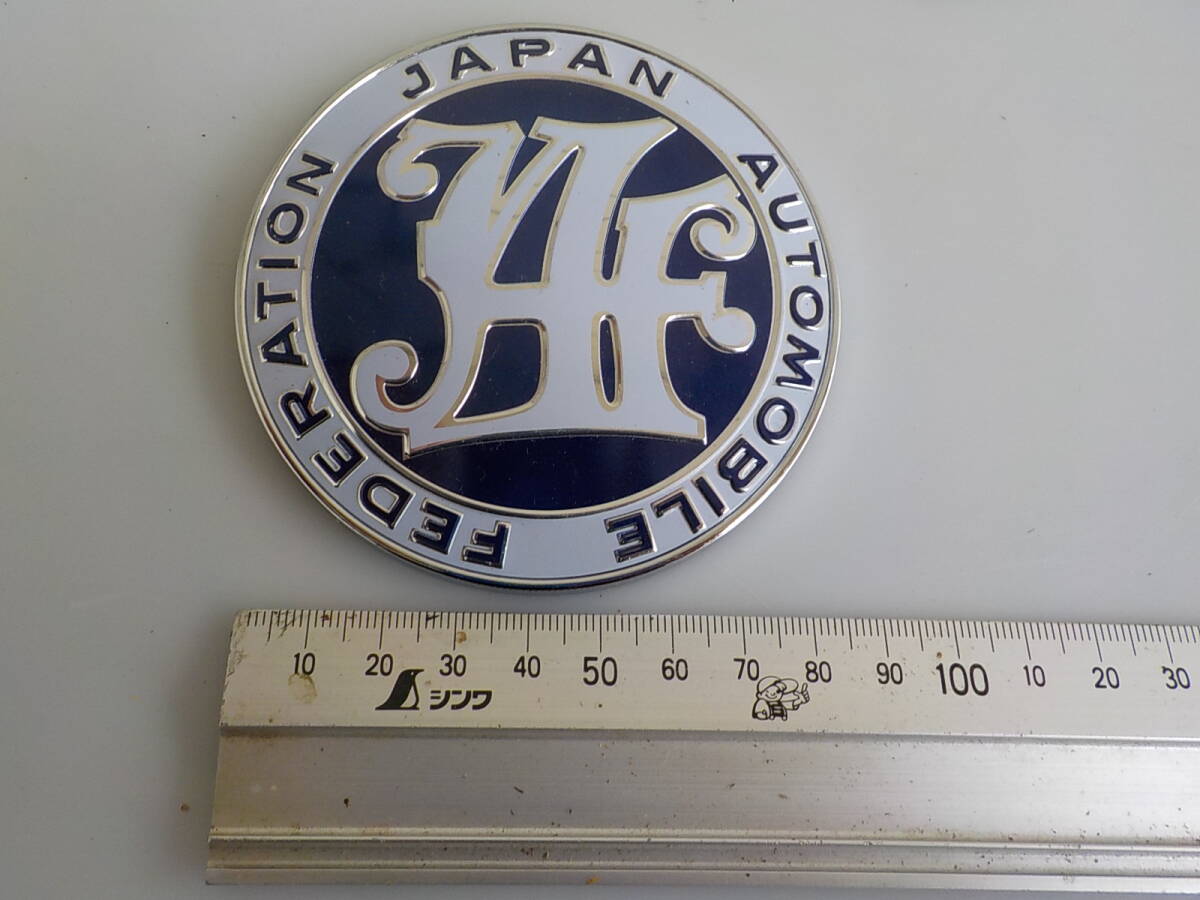 JAPAN AUTOMOBILE FEDERATION
JAF
10 20 30 40 50 60 70 80 90 100 10 20 30
シンワ